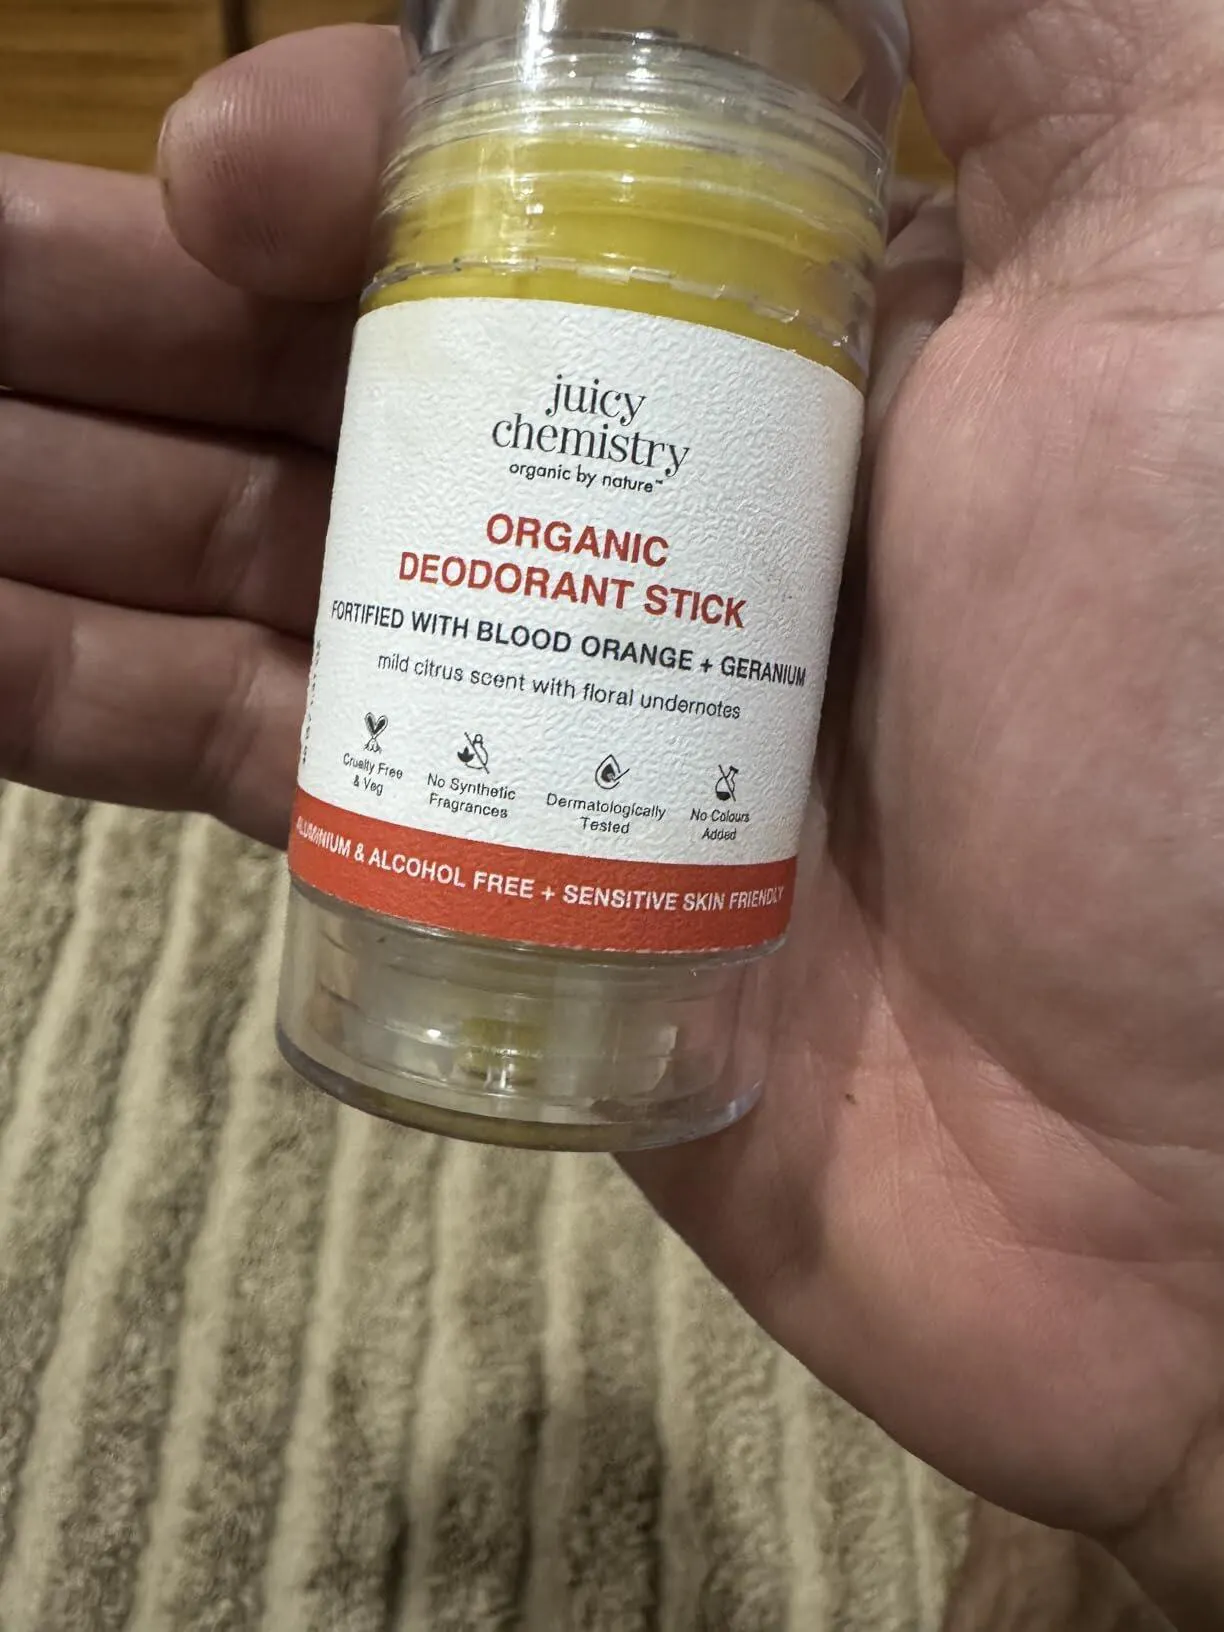 juicy
chemistry
organic by nature™
ORGANIC
DEODORANT STICK
FORTIFIED WITH BLOOD ORANGE + GERANIUM
mild citrus scent with floral undernotes
Cruelty Free
& Veg
No Synthetic
Fragrances
Dermatologically
Tested
No Colours
Added
ALUMINIUM & ALCOHOL FREE + SENSITIVE SKIN FRIENDLY